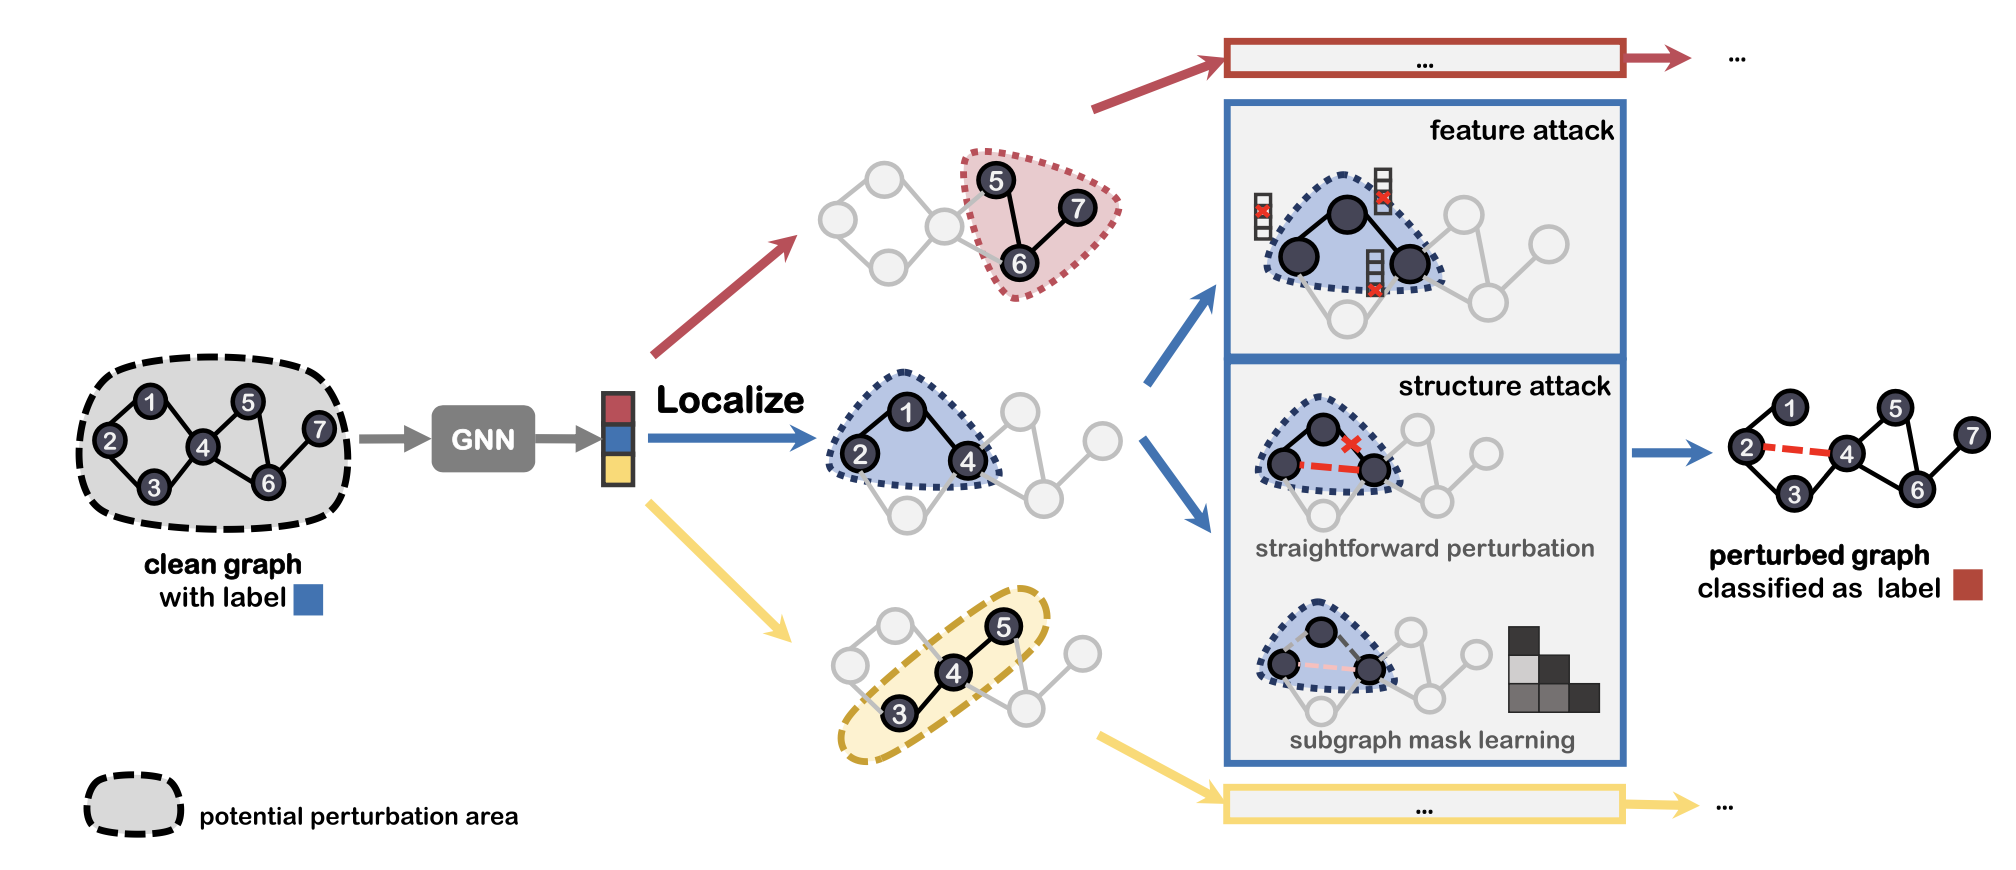 ...
...
feature attack
5
7
6
structure attack
Localize
1
2
4
1
5
2
4
7
3
6
GNN
clean graph
with label
straightforward perturbation
1
5
2
4
7
3
6
perturbed graph
classified as label
5
4
3
subgraph mask learning
...
...
potential perturbation area